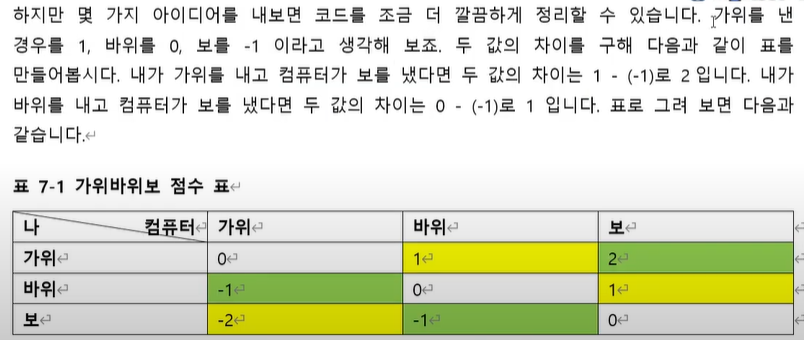 하지만 몇 가지 아이디어를 내보면 코드를 조금 더 깔끔하게 정리할 수 있습니다. 가위를 낸
경우를 1, 바위를 0, 보를 -1 이라고 생각해 보죠. 두 값의 차이를 구해 다음과 같이 표를
만들어봅시다. 내가 가위를 내고 컴퓨터가 보를 냈다면 두 값의 차이는 1 - (-1)로 2입니다. 내가
바위를 내고 컴퓨터가 보를 냈다면 두 값의 차이는 0 - (-1)로 1 입니다. 표로 그려 보면 다음과
같습니다.
표 7-1 가위바위보 점수 표
나 컴퓨터 가위 바위 보
가위 0 1 2
바위 -1 0 1
보 -2 -1 0